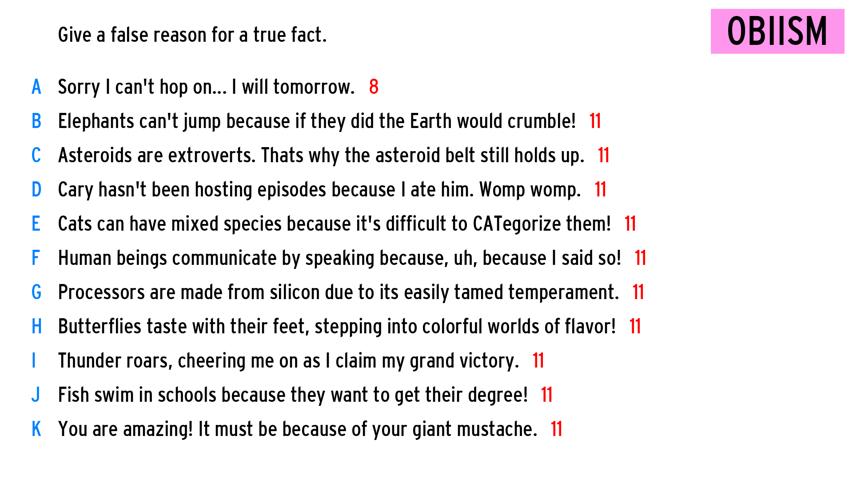 Give a false reason for a true fact.
OBIISM
A Sorry I can't hop on... I will tomorrow. 8
B Elephants can't jump because if they did the Earth would crumble! 11
C Asteroids are extroverts. Thats why the asteroid belt still holds up. 11
D Cary hasn't been hosting episodes because I ate him. Womp womp. 11
E Cats can have mixed species because it's difficult to CATegorize them! 11
F Human beings communicate by speaking because, uh, because I said so! 11
G Processors are made from silicon due to its easily tamed temperament. 11
H Butterflies taste with their feet, stepping into colorful worlds of flavor! 11
I Thunder roars, cheering me on as I claim my grand victory. 11
J Fish swim in schools because they want to get their degree! 11
K You are amazing! It must be because of your giant mustache. 11